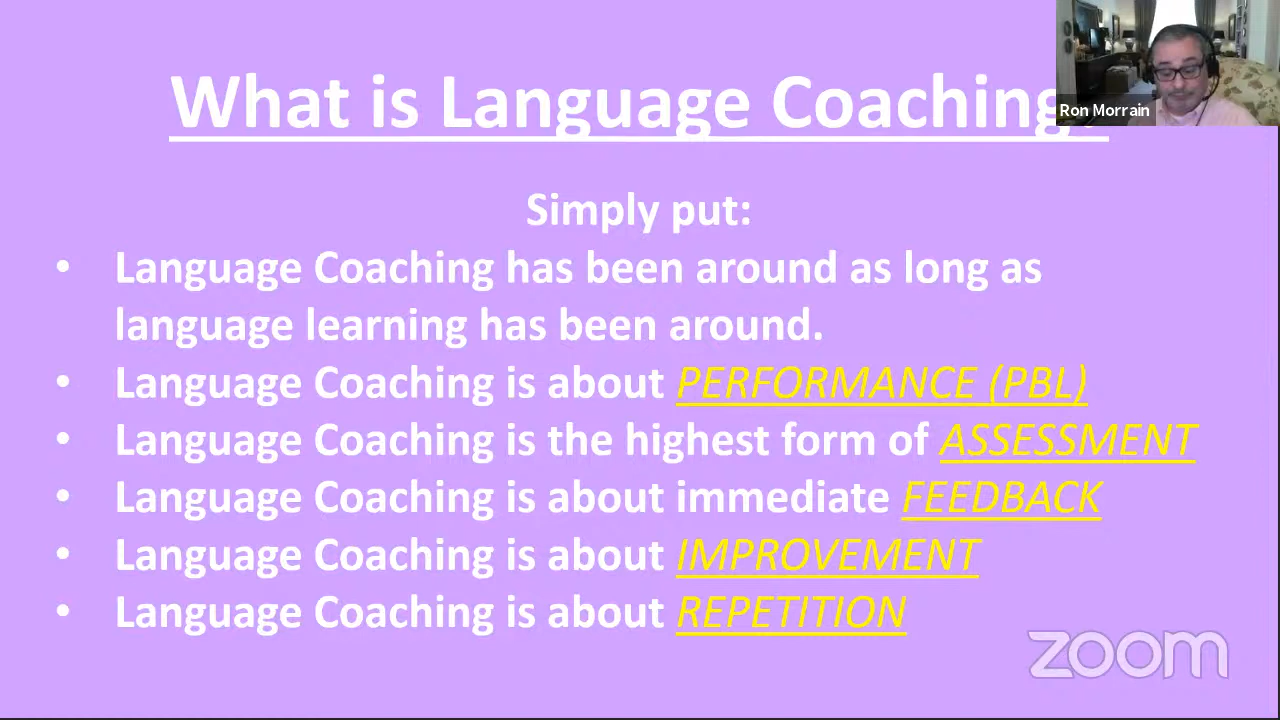 What is Language Coaching?
Ron Morrain
Simply put:
• Language Coaching has been around as long as
language learning has been around.
• Language Coaching is about PERFORMANCE (PBL)
• Language Coaching is the highest form of ASSESSMENT
• Language Coaching is about immediate FEEDBACK
• Language Coaching is about IMPROVEMENT
• Language Coaching is about REPETITION
zoom